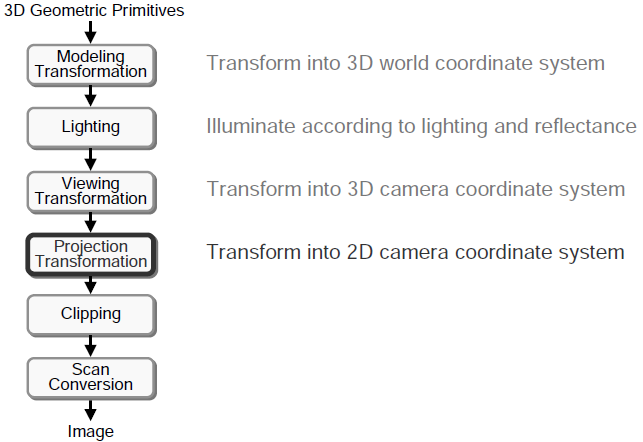 3D Geometric Primitives
Modeling
Transformation
Transform into 3D world coordinate system
Lighting
Illuminate according to lighting and reflectance
Viewing
Transformation
Transform into 3D camera coordinate system
Projection
Transformation
Transform into 2D camera coordinate system
Clipping
Scan
Conversion
Image